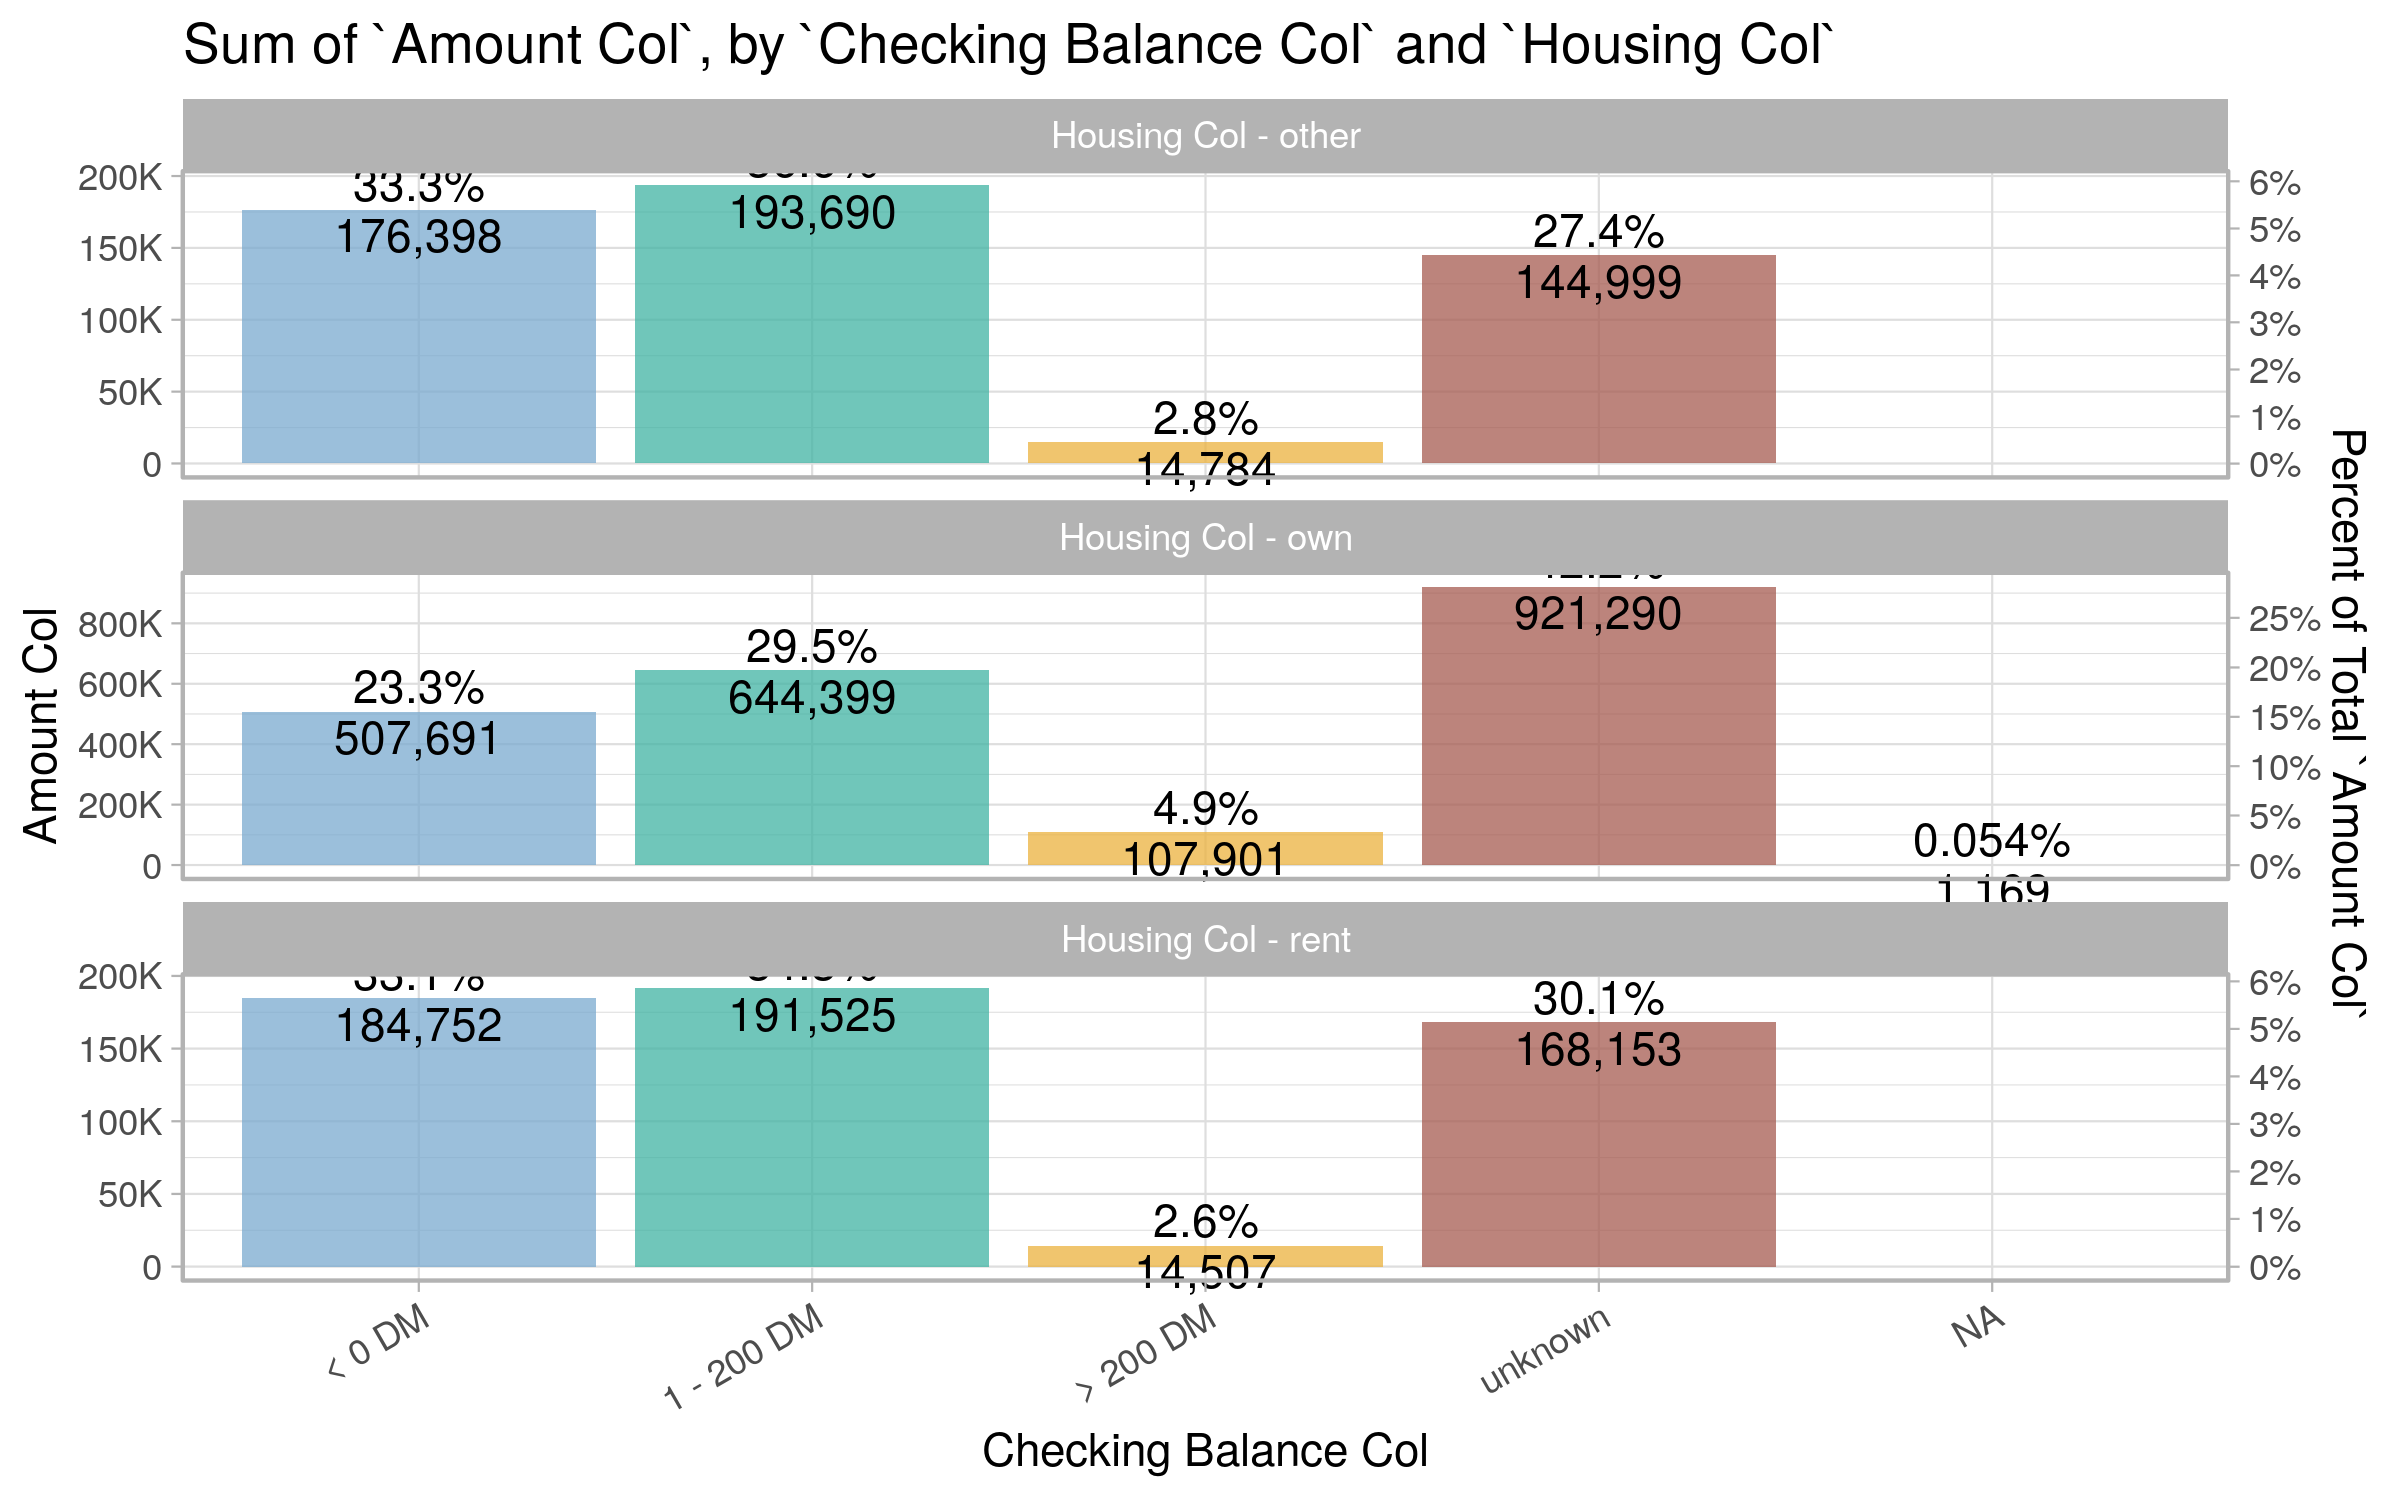 Sum of `Amount Col`, by `Checking Balance Col` and `Housing Col`
Housing Col - other
200K
150K
100K
50K
0
33.3%
176,398
193,690
2.8%
14,784
27.4%
144,999
6%
5%
4%
3%
2%
1%
0%
Housing Col - own
800K
600K
400K
200K
0
23.3%
507,691
29.5%
644,399
4.9%
107,901
921,290
0.054%
1,169
25%
20%
15%
10%
5%
0%
Housing Col - rent
200K
150K
100K
50K
0
33.1%
184,752
191,525
2.6%
14,507
30.1%
168,153
6%
5%
4%
3%
2%
1%
0%
Amount Col
Percent of Total `Amount Col`
< 0 DM
1 - 200 DM
> 200 DM
unknown
NA
Checking Balance Col